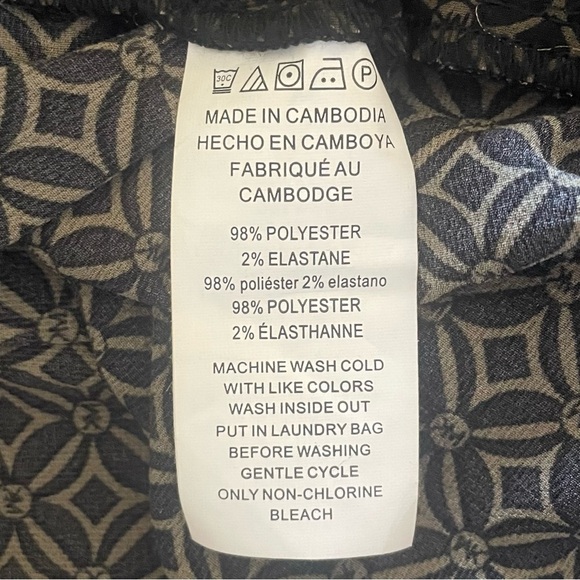 30C
P
MADE IN CAMBODIA
HECHO EN CAMBOYA
FABRIQUÉ AU
CAMBODGE
98% POLYESTER
2% ELASTANE
98% poliéster 2% elastano
98% POLYESTER
2% ÉLASTHANNE
MACHINE WASH COLD
WITH LIKE COLORS
WASH INSIDE OUT
PUT IN LAUNDRY BAG
BEFORE WASHING
GENTLE CYCLE
ONLY NON-CHLORINE
BLEACH